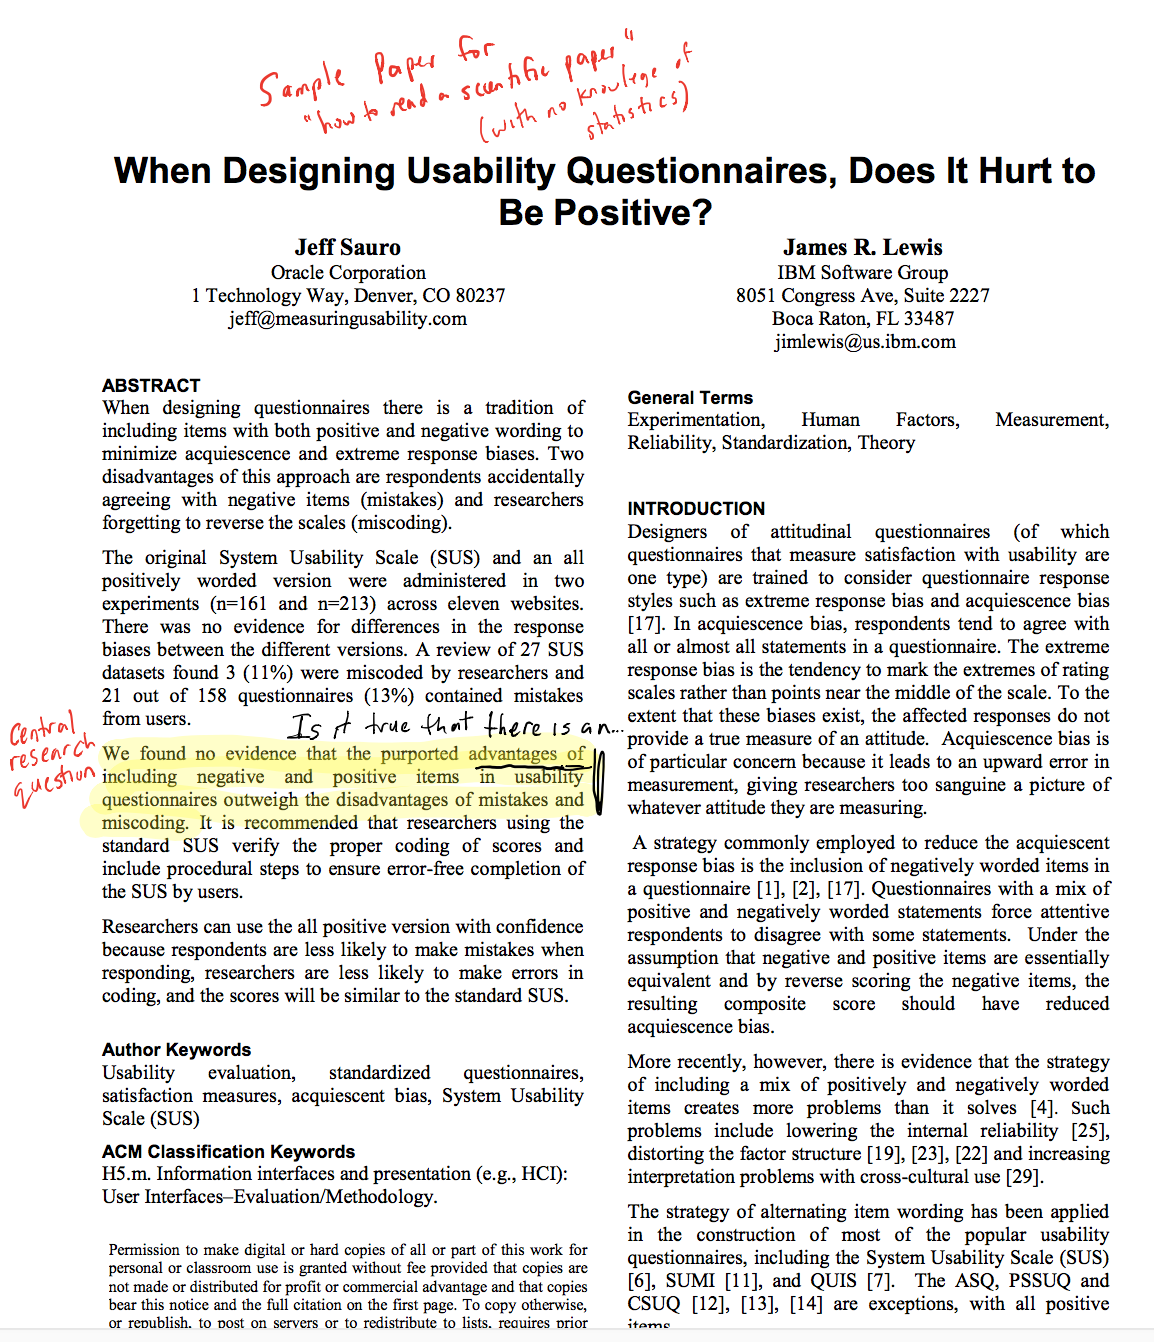 Sample Paper for
"how to read a scientific paper"
(with no knowlege of
statistics)
When Designing Usability Questionnaires, Does It Hurt to
Be Positive?
Jeff Sauro
Oracle Corporation
1 Technology Way, Denver, CO 80237
jeff@measuringusability.com
James R. Lewis
IBM Software Group
8051 Congress Ave, Suite 2227
Boca Raton, FL 33487
jimlewis@us.ibm.com
ABSTRACT
When designing questionnaires there is a tradition of
including items with both positive and negative wording to
minimize acquiescence and extreme response biases. Two
disadvantages of this approach are respondents accidentally
agreeing with negative items (mistakes) and researchers
forgetting to reverse the scales (miscoding).
The original System Usability Scale (SUS) and an all
positively worded version were administered in two
experiments (n=161 and n=213) across eleven websites.
There was no evidence for differences in the response
biases between the different versions. A review of 27 SUS
datasets found 3 (11%) were miscoded by researchers and
21 out of 158 questionnaires (13%) contained mistakes
from users.
Is it true that there is an...
Central
research
question
We found no evidence that the purported advantages of
including negative and positive items in usability
questionnaires outweigh the disadvantages of mistakes and
miscoding. It is recommended that researchers using the
standard SUS verify the proper coding of scores and
include procedural steps to ensure error-free completion of
the SUS by users.
Researchers can use the all positive version with confidence
because respondents are less likely to make mistakes when
responding, researchers are less likely to make errors in
coding, and the scores will be similar to the standard SUS.
Author Keywords
Usability evaluation, standardized questionnaires,
satisfaction measures, acquiescent bias, System Usability
Scale (SUS)
ACM Classification Keywords
H5.m. Information interfaces and presentation (e.g., HCI):
User Interfaces–Evaluation/Methodology.
Permission to make digital or hard copies of all or part of this work for
personal or classroom use is granted without fee provided that copies are
not made or distributed for profit or commercial advantage and that copies
bear this notice and the full citation on the first page. To copy otherwise,
or republish, to post on servers or to redistribute to lists, requires prior
General Terms
Experimentation, Human Factors, Measurement,
Reliability, Standardization, Theory
INTRODUCTION
Designers of attitudinal questionnaires (of which
questionnaires that measure satisfaction with usability are
one type) are trained to consider questionnaire response
styles such as extreme response bias and acquiescence bias
[17]. In acquiescence bias, respondents tend to agree with
all or almost all statements in a questionnaire. The extreme
response bias is the tendency to mark the extremes of rating
scales rather than points near the middle of the scale. To the
extent that these biases exist, the affected responses do not
provide a true measure of an attitude. Acquiescence bias is
of particular concern because it leads to an upward error in
measurement, giving researchers too sanguine a picture of
whatever attitude they are measuring.
A strategy commonly employed to reduce the acquiescent
response bias is the inclusion of negatively worded items in
a questionnaire [1], [2], [17]. Questionnaires with a mix of
positive and negatively worded statements force attentive
respondents to disagree with some statements. Under the
assumption that negative and positive items are essentially
equivalent and by reverse scoring the negative items, the
resulting composite score should have reduced
acquiescence bias.
More recently, however, there is evidence that the strategy
of including a mix of positively and negatively worded
items creates more problems than it solves [4]. Such
problems include lowering the internal reliability [25],
distorting the factor structure [19], [23], [22] and increasing
interpretation problems with cross-cultural use [29].
The strategy of alternating item wording has been applied
in the construction of most of the popular usability
questionnaires, including the System Usability Scale (SUS)
[6], SUMI [11], and QUIS [7]. The ASQ, PSSUQ and
CSUQ [12], [13], [14] are exceptions, with all positive
items.